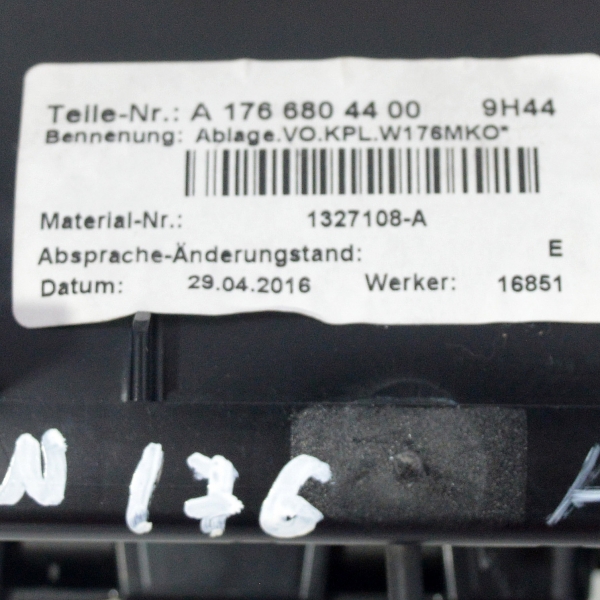 Teile-Nr.: A 176 680 44 00 9H44
Bennenung: Ablage.VO.KPL.W176MKO*
Material-Nr.: 1327108-A
Absprache-Änderungstand: E
Datum: 29.04.2016 Werker: 16851
N 176